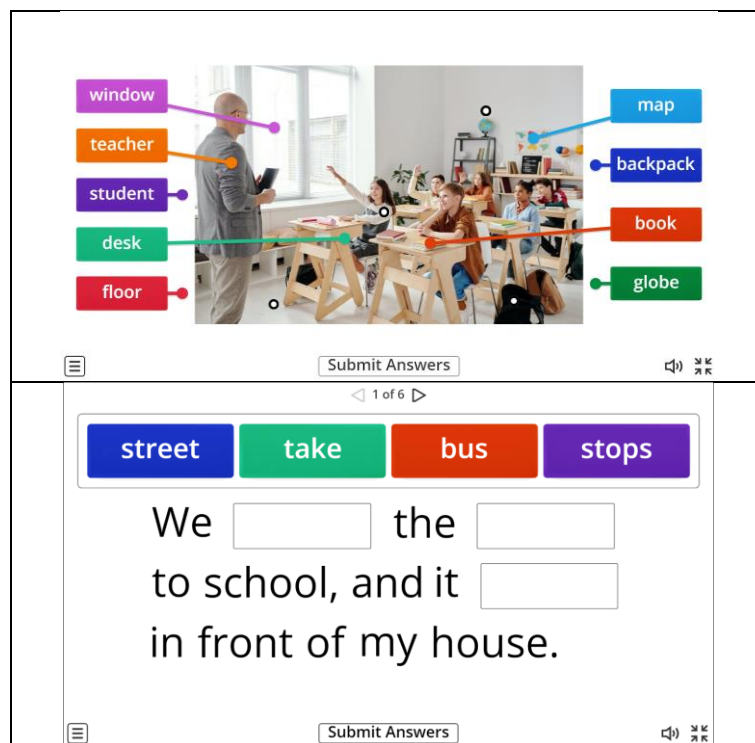 window
teacher
student
desk
floor
map
backpack
book
globe
Submit Answers
1 of 6
street take bus stops
We the
to school, and it
in front of my house.
Submit Answers